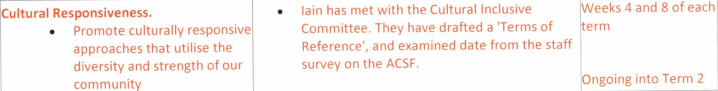 Cultural Responsiveness.
• Promote culturally responsive
approaches that utilise the
diversity and strength of our
community
• Iain has met with the Cultural Inclusive
Committee. They have drafted a 'Terms of
Reference', and examined date from the staff
survey on the ACSF.
Weeks 4 and 8 of each
term
Ongoing into Term 2